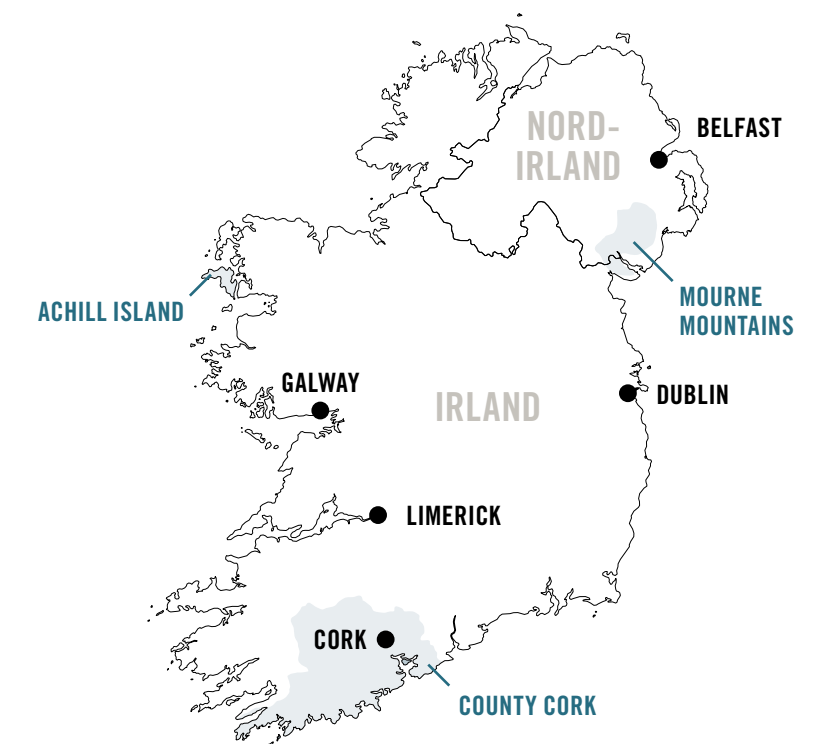 NORD-
IRLAND
BELFAST
ACHILL ISLAND
MOURNE
MOUNTAINS
GALWAY
IRLAND
DUBLIN
LIMERICK
CORK
COUNTY CORK